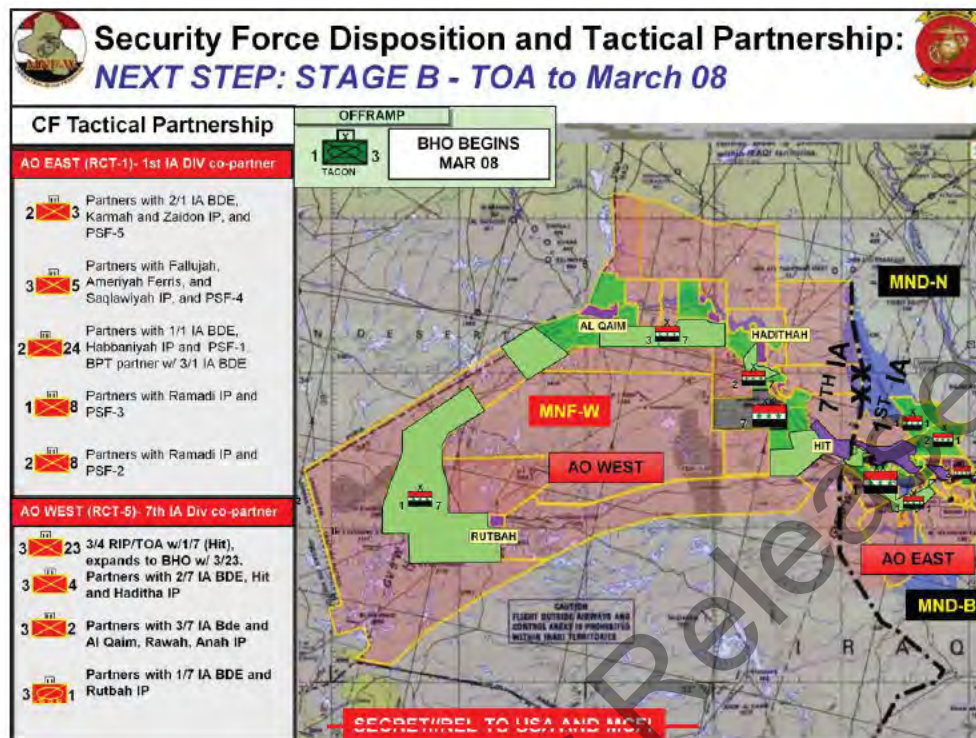 MNF-W
Security Force Disposition and Tactical Partnership:
NEXT STEP: STAGE B - TOA to March 08
CF Tactical Partnership
AO EAST (RCT-1)- 1st IA DIV co-partner
2 3 Partners with 2/1 IA BDE,
Karmah and Zaidon IP, and
PSF-5
3 5 Partners with Fallujah,
Ameriyah Ferris, and
Saqlawiyah IP, and PSF-4
2 24 Partners with 1/1 IA BDE,
Habbaniyah IP and PSF-1
BPT partner w/ 3/1 IA BDE
1 8 Partners with Ramadi IP and
PSF-3
2 8 Partners with Ramadi IP and
PSF-2
AO WEST (RCT-5)- 7th IA Div co-partner
3 23 3/4 RIP/TOA w/1/7 (Hit),
expands to BHO w/ 3/23.
3 4 Partners with 2/7 IA BDE, Hit
and Haditha IP
3 2 Partners with 3/7 IA Bde and
Al Qaim, Rawah, Anah IP
3 1 Partners with 1/7 IA BDE and
Rutbah IP
OFFRAMP
X
1 3
TACON
BHO BEGINS
MAR 08
MND-N
AL QAIM
HADITHAH
X
3 7
MNF-W
7TH IA
XX
1ST IA
2
7
HIT
AO WEST
X
1 7
RUTBAH
AO EAST
MND-B
CAUTION
FLIGHT OUTSIDE AIRWAYS AND
CONTROL AREAS IS PROHIBITED
WITHIN IRAQI TERRITORIES
I R A Q
SECRET//REL TO USA AND MCFI
Release